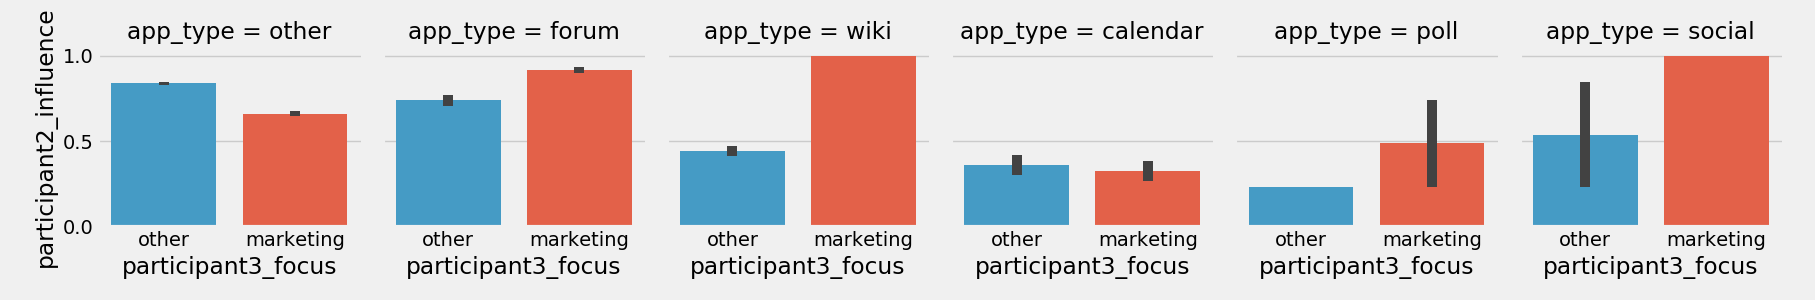 app_type = other
app_type = forum
app_type = wiki
app_type = calendar
app_type = poll
app_type = social
participant2_influence
1.0
0.5
0.0
other marketing
other marketing
other marketing
other marketing
other marketing
other marketing
participant3_focus
participant3_focus
participant3_focus
participant3_focus
participant3_focus
participant3_focus